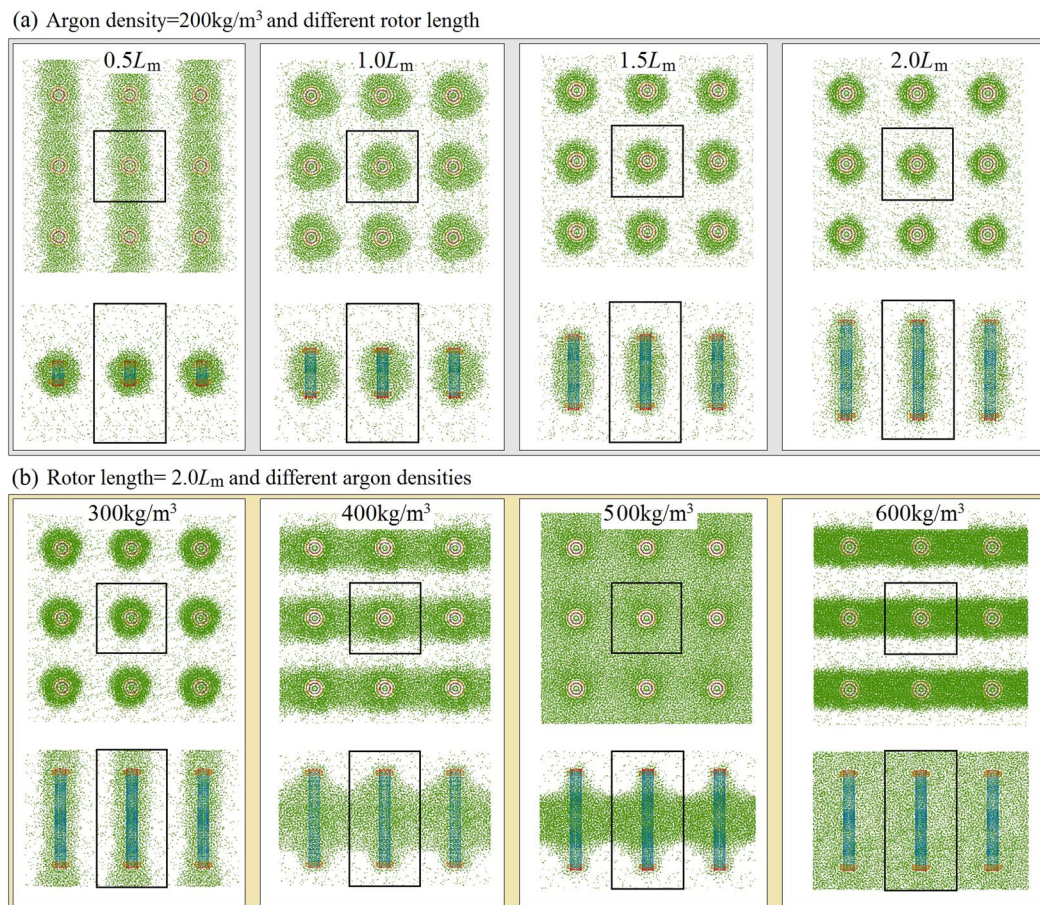 (a) Argon density=200kg/m³ and different rotor length
0.5Lm 1.0Lm 1.5Lm 2.0Lm
(b) Rotor length= 2.0Lm and different argon densities
300kg/m³ 400kg/m³ 500kg/m³ 600kg/m³